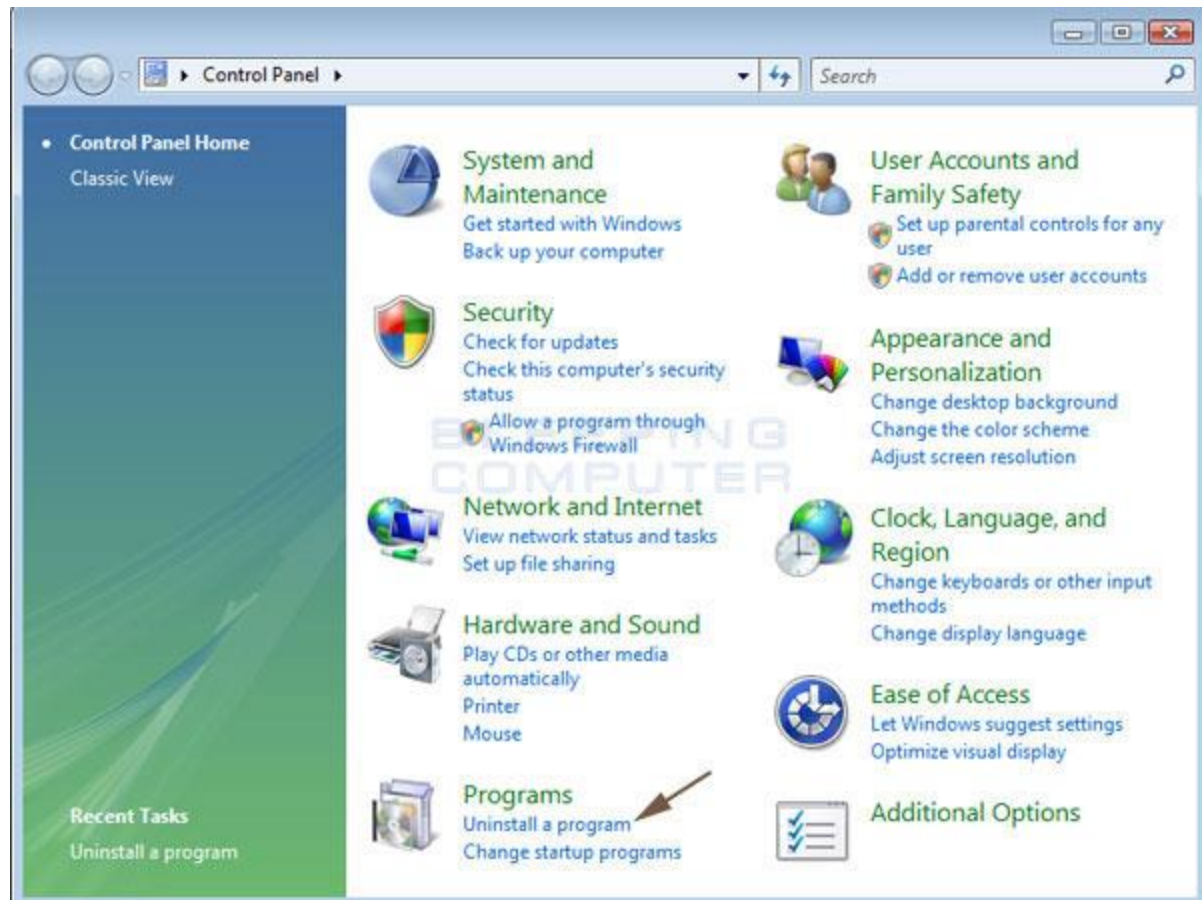 Control Panel
Search
Control Panel Home
Classic View
System and
Maintenance
Get started with Windows
Back up your computer
Security
Check for updates
Check this computer's security
status
Allow a program through
Windows Firewall
Network and Internet
View network status and tasks
Set up file sharing
Hardware and Sound
Play CDs or other media
automatically
Printer
Mouse
Programs
Uninstall a program
Change startup programs
User Accounts and
Family Safety
Set up parental controls for any
user
Add or remove user accounts
Appearance and
Personalization
Change desktop background
Change the color scheme
Adjust screen resolution
Clock, Language, and
Region
Change keyboards or other input
methods
Change display language
Ease of Access
Let Windows suggest settings
Optimize visual display
Additional Options
Recent Tasks
Uninstall a program
COMPUTER